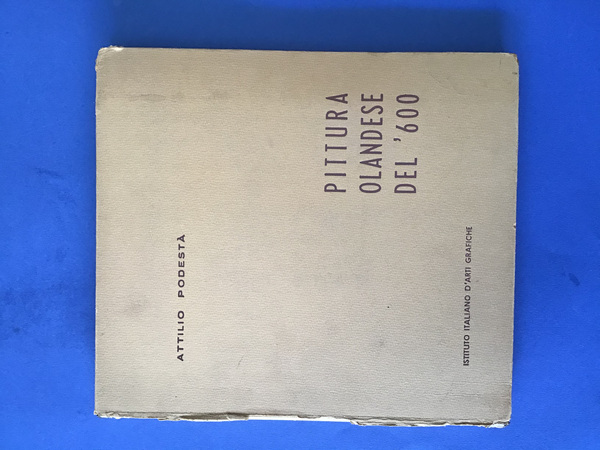 ATTILIO PODESTÀ
PITTURA
OLANDESE
DEL '600
ISTITUTO ITALIANO D'ARTI GRAFICHE